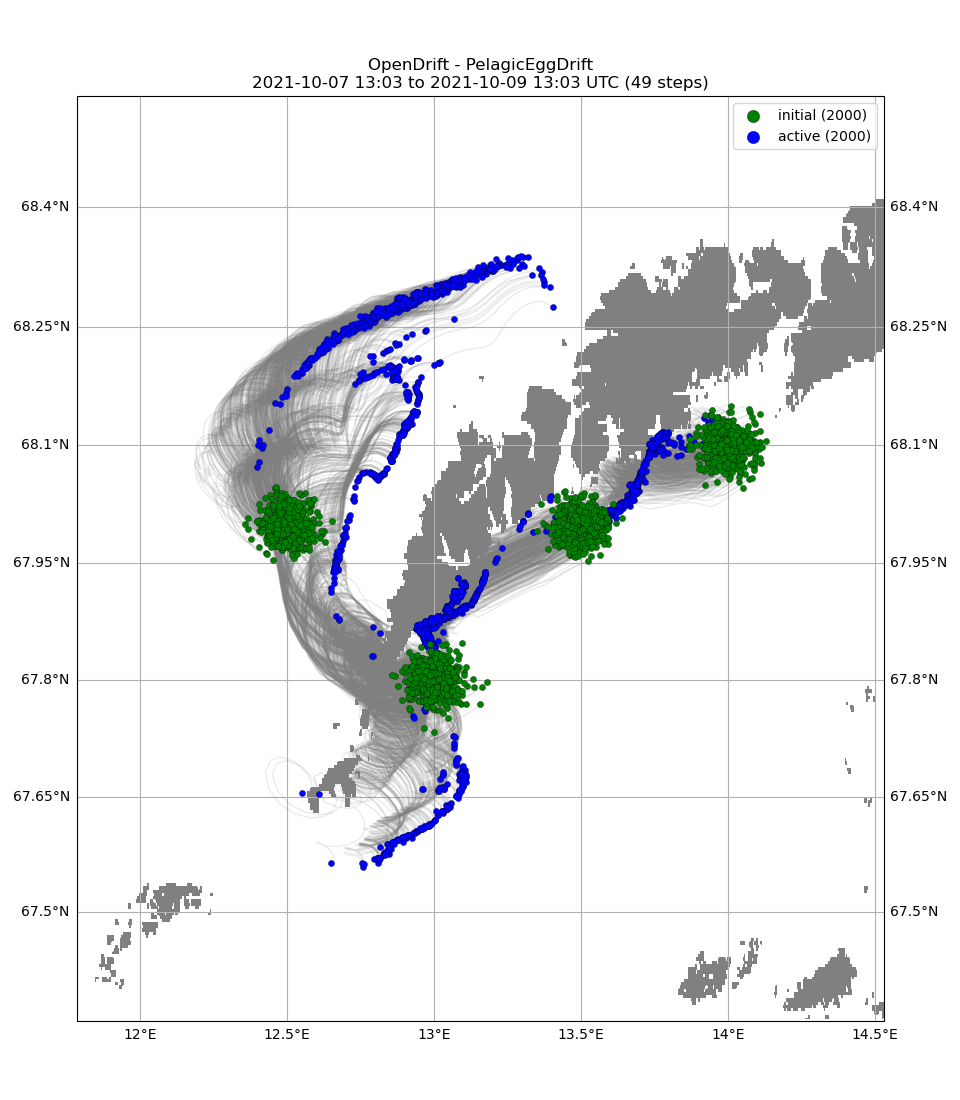 OpenDrift - PelagicEggDrift
2021-10-07 13:03 to 2021-10-09 13:03 UTC (49 steps)
initial (2000)
active (2000)
68.4°N 68.4°N
68.25°N 68.25°N
68.1°N 68.1°N
67.95°N 67.95°N
67.8°N 67.8°N
67.65°N 67.65°N
67.5°N 67.5°N
12°E 12.5°E 13°E 13.5°E 14°E 14.5°E